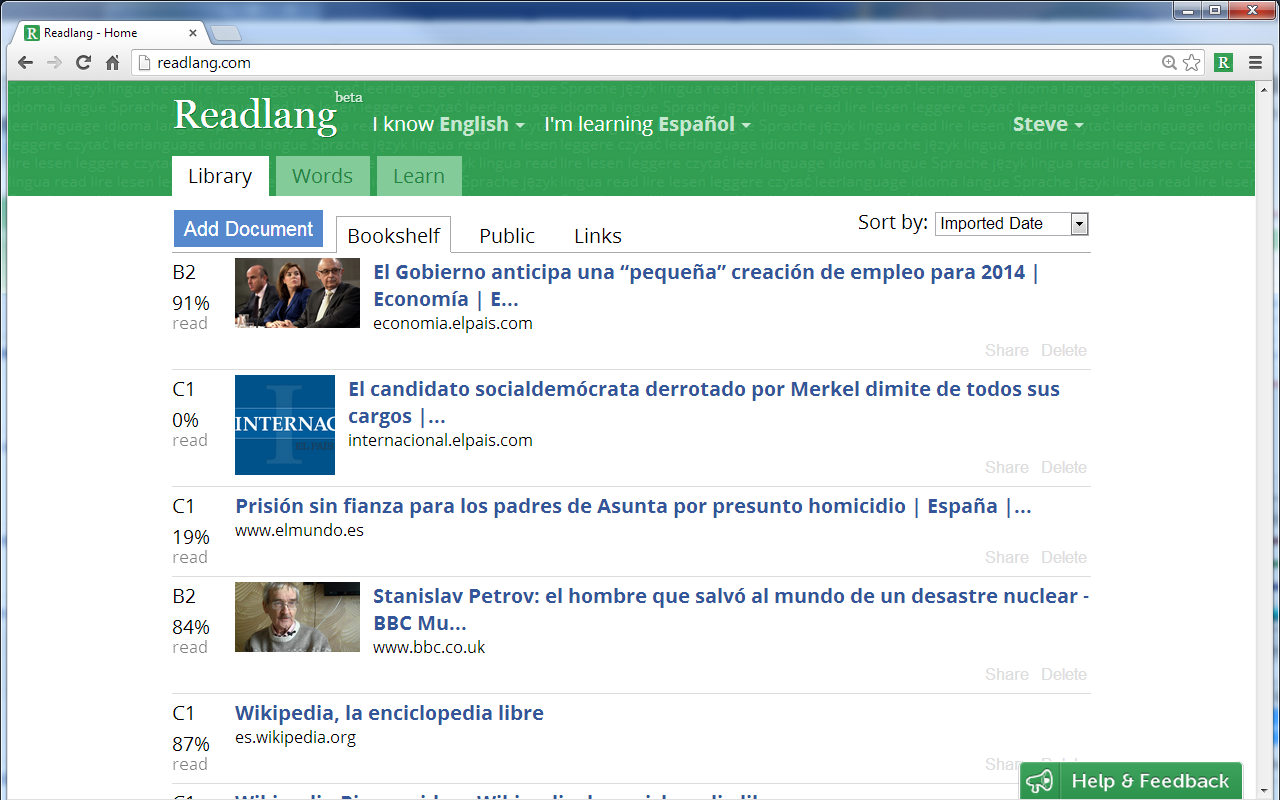 Readlang - Home
readlang.com
R
Readlang beta
I know English I'm learning Español
Steve
Library Words Learn
Add Document Bookshelf Public Links
Sort by: Imported Date
B2
91%
read
El Gobierno anticipa una “pequeña” creación de empleo para 2014 |
Economía | E...
economia.elpais.com
Share Delete
C1
0%
read
INTERNAC
El candidato socialdemócrata derrotado por Merkel dimite de todos sus
cargos |...
internacional.elpais.com
Share Delete
C1
19%
read
Prisión sin fianza para los padres de Asunta por presunto homicidio | España |...
www.elmundo.es
Share Delete
B2
84%
read
Stanislav Petrov: el hombre que salvó al mundo de un desastre nuclear -
BBC Mu...
www.bbc.co.uk
Share Delete
C1
87%
read
Wikipedia, la enciclopedia libre
es.wikipedia.org
Help & Feedback